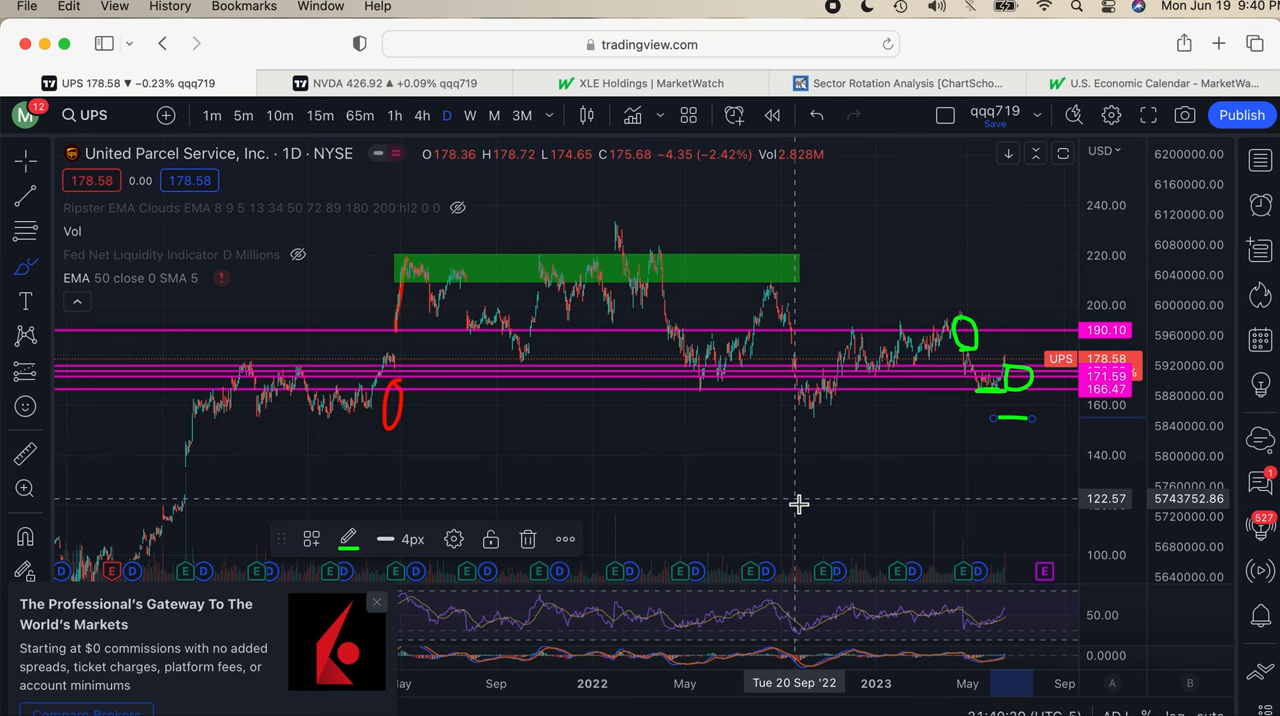 File Edit View History Bookmarks Window Help Mon Jun 19 9:40 P
tradingview.com
UPS 178.58 ▼ −0.23% qqq719
NVDA 426.92 ▲ +0.09% qqq719
XLE Holdings | MarketWatch
Sector Rotation Analysis [ChartScho...
U.S. Economic Calendar - MarketWa...
M 12 UPS 1m 5m 10m 15m 65m 1h 4h D W M 3M qqq719 Save Publish
United Parcel Service, Inc. · 1D · NYSE O178.36 H178.72 L174.65 C175.68 −4.35 (−2.42%) Vol2.828M USD
178.58 0.00 178.58
Ripster EMA Clouds EMA 8 9 5 13 34 50 72 89 180 200 hl2 0 0
Vol
Fed Net Liquidity Indicator D Millions
EMA 50 close 0 SMA 5
6200000.00
6160000.00
240.00 6120000.00
6080000.00
220.00 6040000.00
6000000.00
200.00
5960000.00
190.10
UPS 178.58 5920000.00
171.59
166.47 5880000.00
160.00
5840000.00
140.00
5800000.00
5760000.00
122.57 5743752.86
5720000.00
100.00 5680000.00
5640000.00
1
527
4px
D E D E D E D E D E D E D E D E D E D E D E D E D E D E
50.00
0.0000
Sep 2022 May Tue 20 Sep '22 2023 May Sep A B
The Professional's Gateway To The
World's Markets
Starting at $0 commissions with no added
spreads, ticket charges, platform fees, or
account minimums